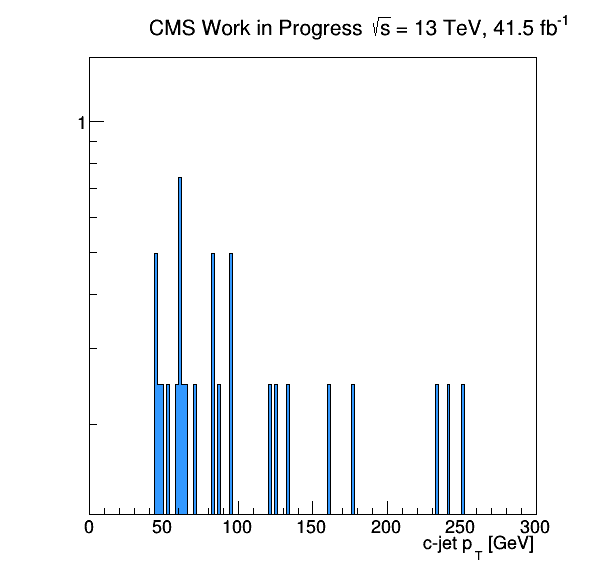 CMS Work in Progress √s = 13 TeV, 41.5 fb⁻¹
1
0 50 100 150 200 250 300
c-jet p_T [GeV]